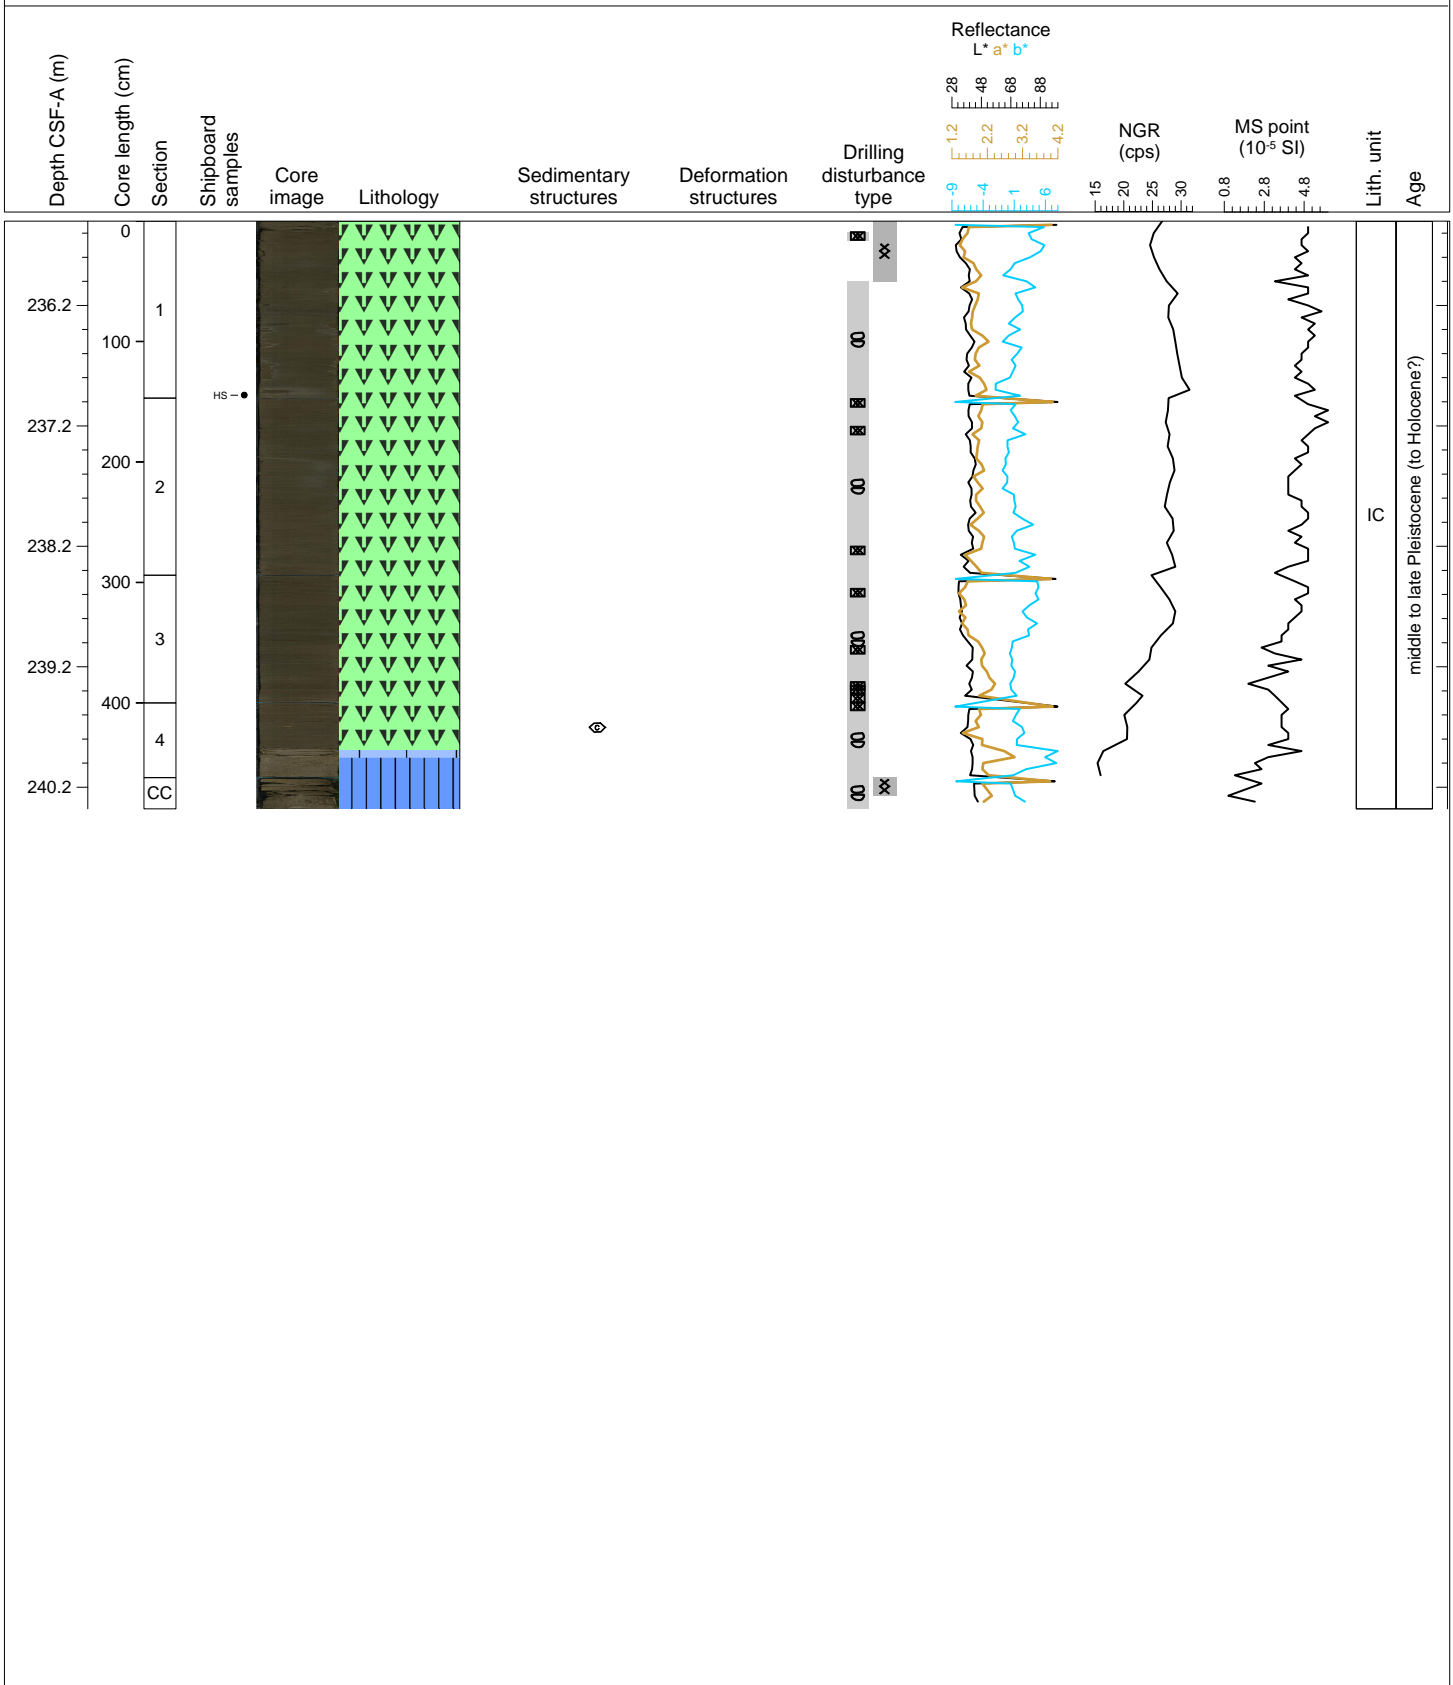 Depth CSF-A (m)
Core length (cm)
Section
Shipboard
samples
Core
image
Lithology
Sedimentary
structures
Deformation
structures
Drilling
disturbance
type
Reflectance
L* a* b*
28 48 68 88
1.2 2.2 3.2 4.2
-9 -4 1 6
NGR
(cps)
15 20 25 30
MS point
(10⁻⁵ SI)
0.8 2.8 4.8
Lith. unit
Age
236.2
237.2
238.2
239.2
240.2
0
100
200
300
400
1
2
3
4
CC
HS
C
IC
middle to late Pleistocene (to Holocene?)